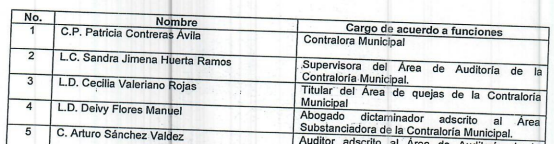 No. Nombre Cargo de acuerdo a funciones
1 C.P. Patricia Contreras Ávila Contralora Municipal
2 L.C. Sandra Jimena Huerta Ramos Supervisora del Área de Auditoría de la
Contraloría Municipal.
3 L.D. Cecilia Valeriano Rojas Titular del Área de quejas de la Contraloría
Municipal
4 L.D. Deivy Flores Manuel Abogado dictaminador adscrito al Área
Substanciadora de la Contraloría Municipal.
5 C. Arturo Sánchez Valdez Auditor adscrito al Área de Auditoría